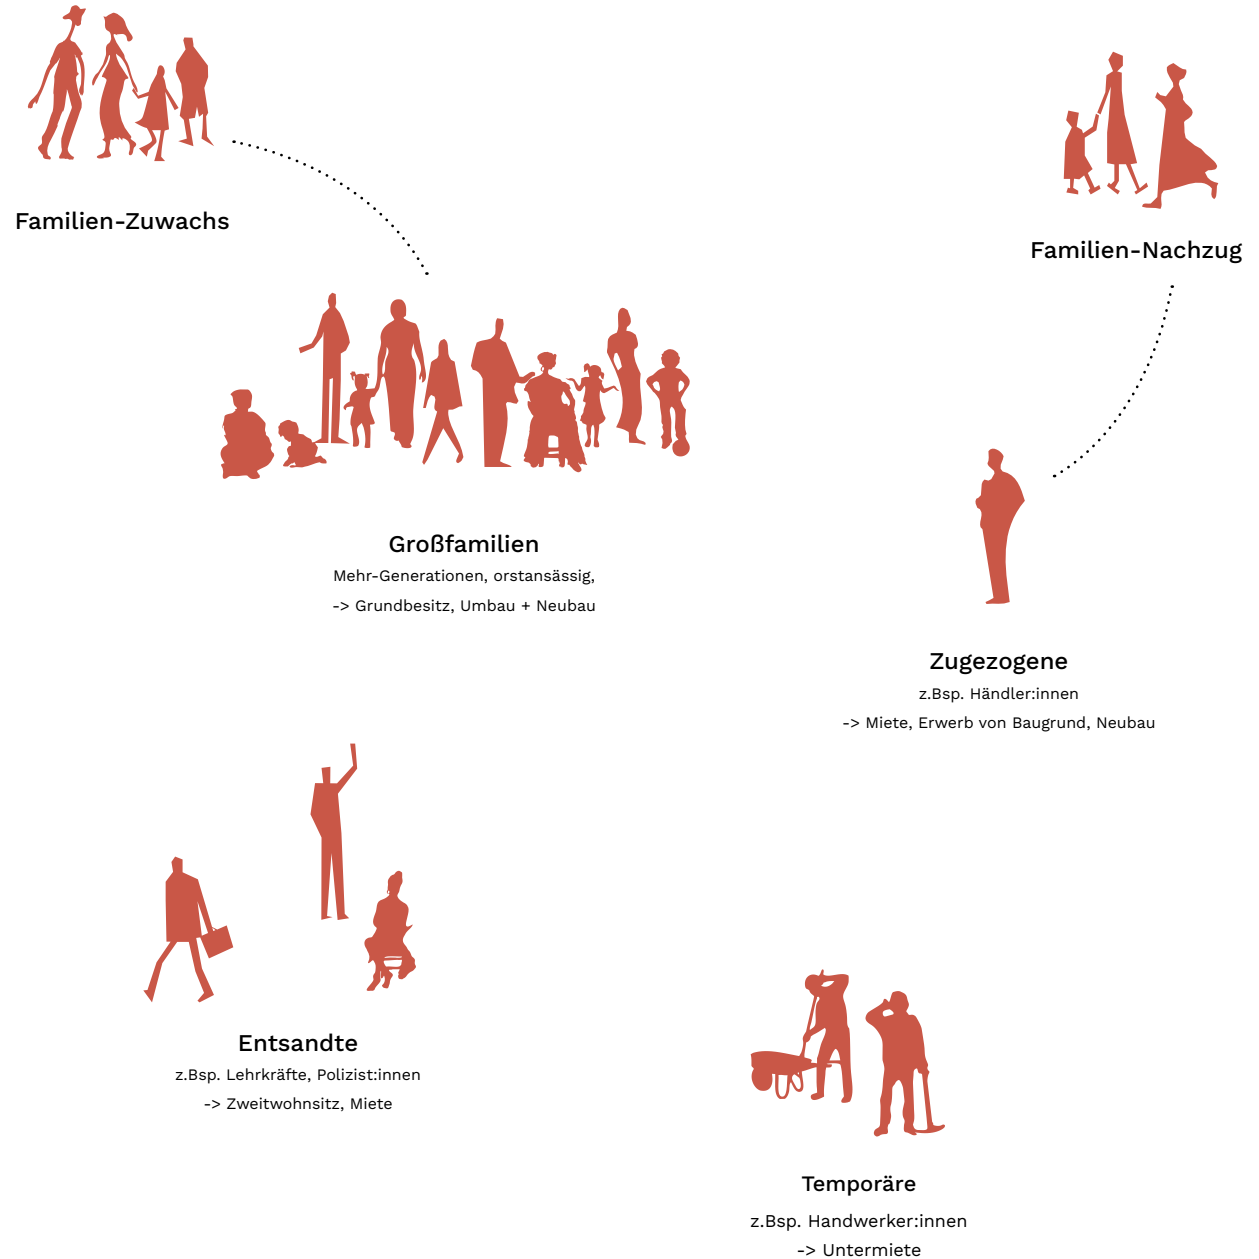 Familien-Zuwachs
Familien-Nachzug
Großfamilien
Mehr-Generationen, orstansässig,
-> Grundbesitz, Umbau + Neubau
Zugezogene
z.Bsp. Händler:innen
-> Miete, Erwerb von Baugrund, Neubau
Entsandte
z.Bsp. Lehrkräfte, Polizist:innen
-> Zweitwohnsitz, Miete
Temporäre
z.Bsp. Handwerker:innen
-> Untermiete